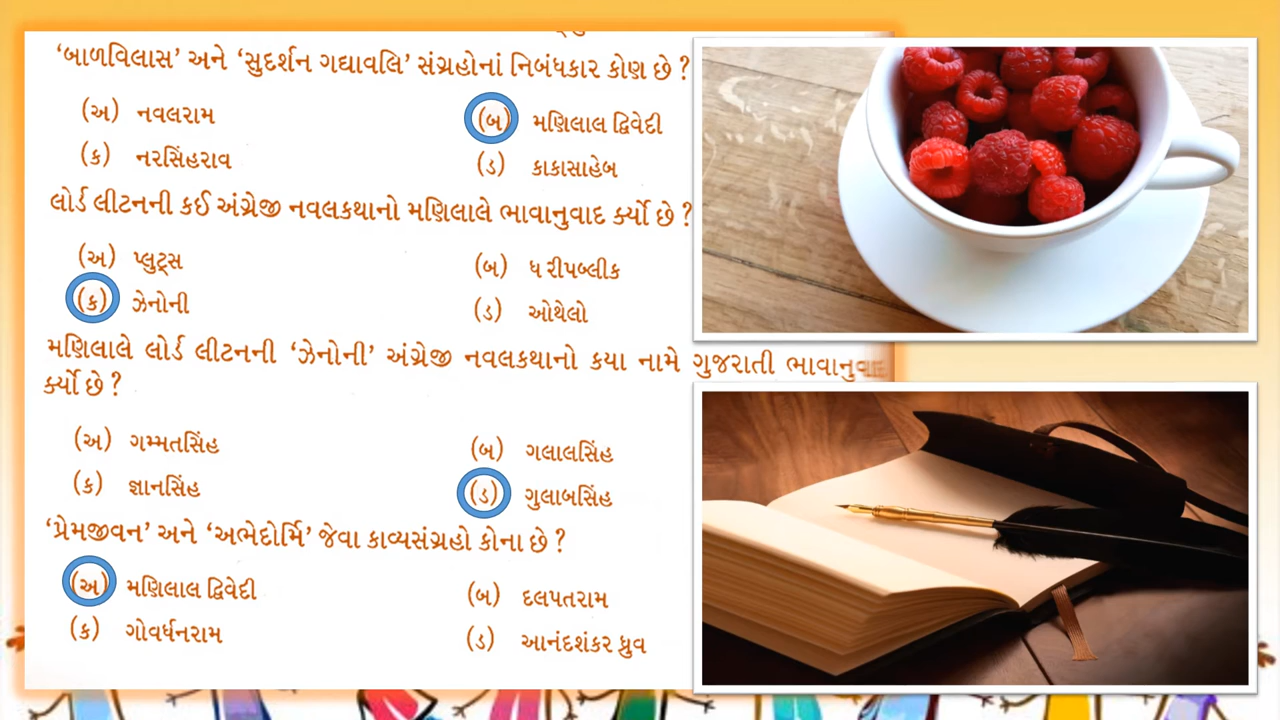 ‘બાળવિલાસ’ અને ‘સુદર્શન ગદ્યાવલિ’ સંગ્રહોનાં નિબંધકાર કોણ છે ?
(અ) નવલરામ (બ) મણિલાલ દ્વિવેદી
(ક) નરસિંહરાવ (ડ) કાકાસાહેબ
લોર્ડ લીટનની કઈ અંગ્રેજી નવલકથાનો મણિલાલે ભાવાનુવાદ ર્ક્યો છે ?
(અ) પ્લુટ્સ (બ) ધ રીપબ્લીક
(ક) ઝેનોની (ડ) ઓથેલો
મણિલાલે લોર્ડ લીટનની ‘ઝેનોની’ અંગ્રેજી નવલકથાનો કયા નામે ગુજરાતી ભાવાનુવાદ
ર્ક્યો છે ?
(અ) ગમ્મતસિંહ (બ) ગલાલસિંહ
(ક) જ્ઞાનસિંહ (ડ) ગુલાબસિંહ
‘પ્રેમજીવન’ અને ‘અભેદોર્મિ’ જેવા કાવ્યસંગ્રહો કોના છે ?
(અ) મણિલાલ દ્વિવેદી (બ) દલપતરામ
(ક) ગોવર્ધનરામ (ડ) આનંદશંકર ધ્રુવ